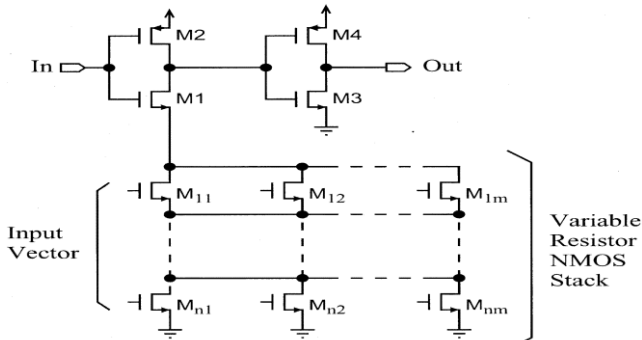 M2
M4
In
Out
M1
M3
M11
M12
M1m
Input
Vector
Variable
Resistor
NMOS
Stack
Mn1
Mn2
Mnm